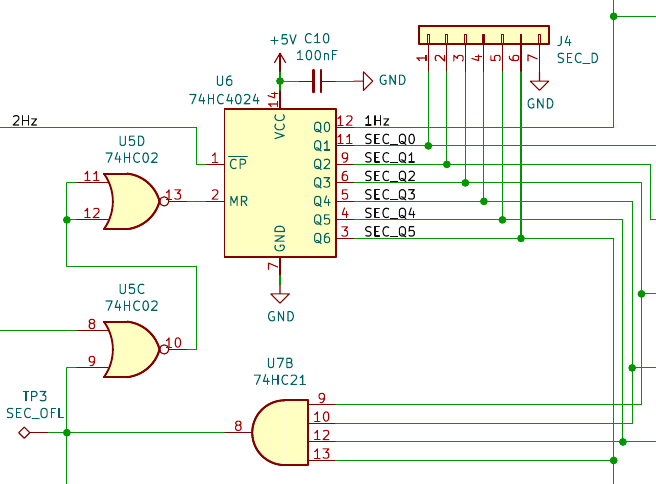 +5V C10
100nF
GND
J4
SEC_D
1 2 3 4 5 6 7
GND
U6
74HC4024
14
VCC
2Hz
1 CP
2 MR
Q0 12 1Hz
Q1 11 SEC_Q0
Q2 9 SEC_Q1
Q3 6 SEC_Q2
Q4 5 SEC_Q3
Q5 4 SEC_Q4
Q6 3 SEC_Q5
GND
7
GND
U5D
74HC02
11
12
13
U5C
74HC02
8
9
10
U7B
74HC21
9
10
12
13
8
TP3
SEC_OFL